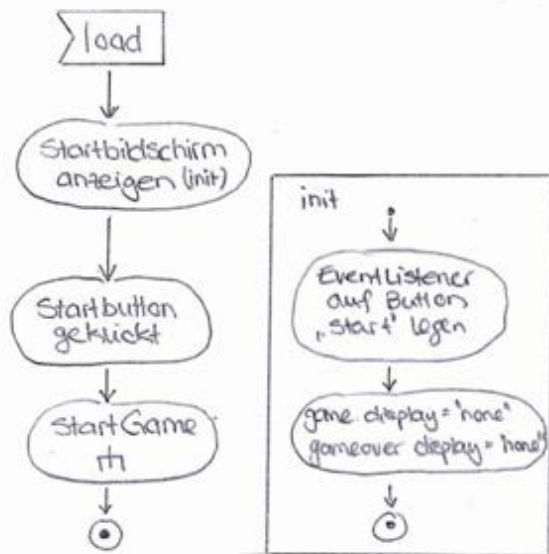 load
Startbildschirm
anzeigen (init)
Startbutton
geklickt
StartGame
init
EventListener
auf Button
„Start" legen
game.display="none"
gameover display="none"